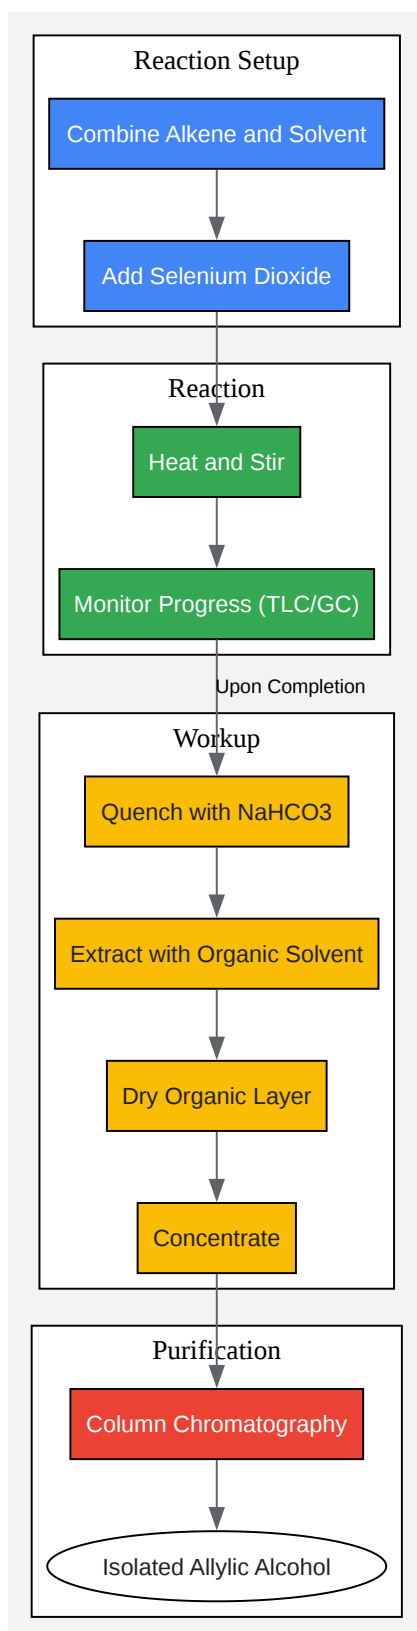 Reaction Setup
Combine Alkene and Solvent
Add Selenium Dioxide
Reaction
Heat and Stir
Monitor Progress (TLC/GC)
Upon Completion
Workup
Quench with NaHCO3
Extract with Organic Solvent
Dry Organic Layer
Concentrate
Purification
Column Chromatography
Isolated Allylic Alcohol